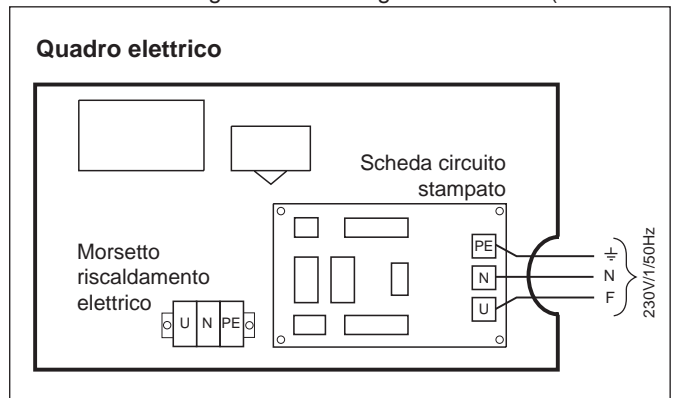 Quadro elettrico
Scheda circuito
stampato
PE
N
U
Morsetto
riscaldamento
elettrico
U N PE
N
F
230V/1/50Hz